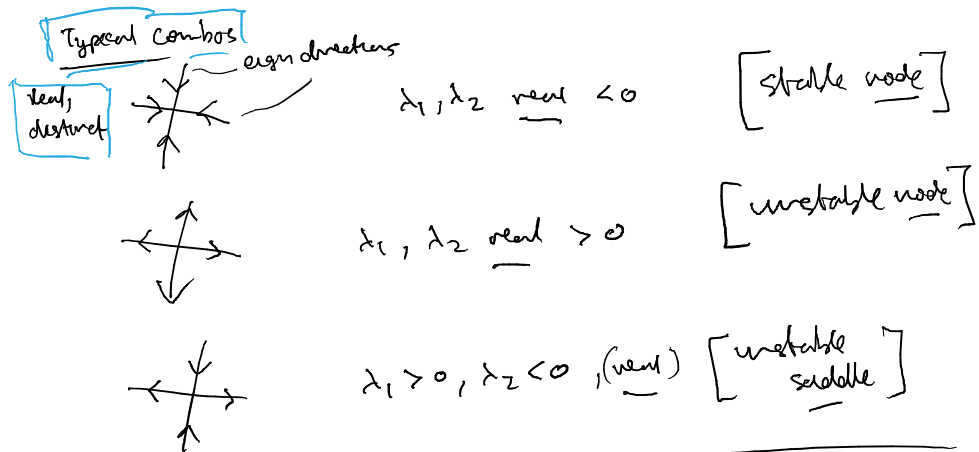 Typical Combos
eigen directions
real,
distinct
λ₁, λ₂ real < 0
[stable node]
λ₁, λ₂ real > 0
[unstable node]
λ₁ > 0, λ₂ < 0, (real)
[unstable
saddle]